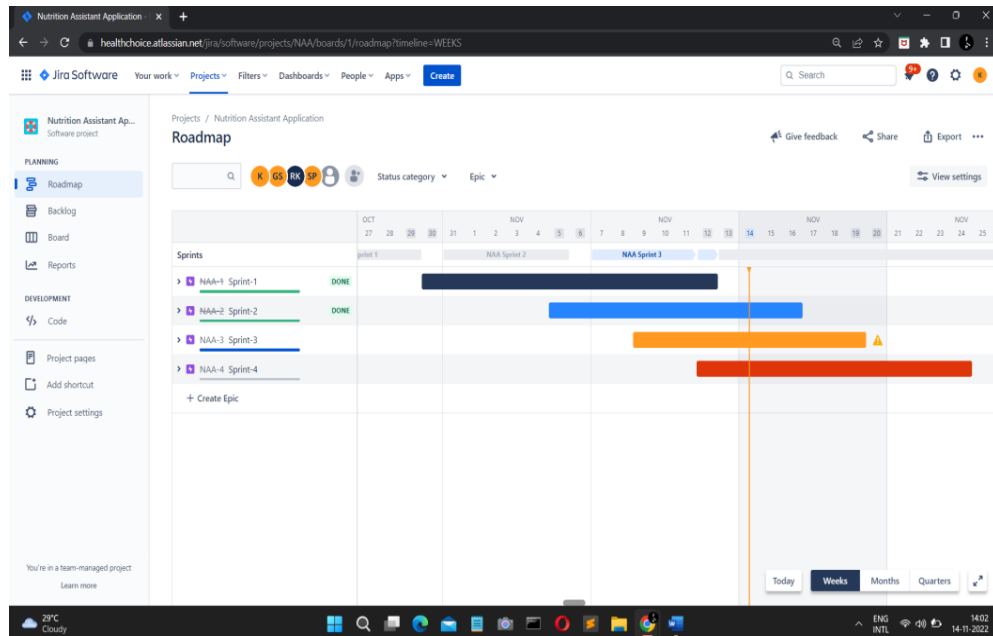 Nutrition Assistant Application -
healthchoice.atlassian.net/jira/software/projects/NAA/boards/1/roadmap?timeline=WEEKS
Jira Software Your work Projects Filters Dashboards People Apps Create Search 9+ K
Nutrition Assistant Ap...
Software project
PLANNING
Roadmap
Backlog
Board
Reports
DEVELOPMENT
Code
Project pages
Add shortcut
Project settings
You're in a team-managed project
Learn more
Projects / Nutrition Assistant Application
Roadmap
Give feedback Share Export
K GS RK SP Status category Epic View settings
OCT NOV NOV NOV NOV
27 28 29 30 31 1 2 3 4 5 6 7 8 9 10 11 12 13 14 15 16 17 18 19 20 21 22 23 24 25
Sprints print 1 NAA Sprint 2 NAA Sprint 3
NAA-1 Sprint-1 DONE
NAA-2 Sprint-2 DONE
NAA-3 Sprint-3
NAA-4 Sprint-4
+ Create Epic
Today Weeks Months Quarters
29°C
Cloudy
ENG
INTL
14:02
14-11-2022